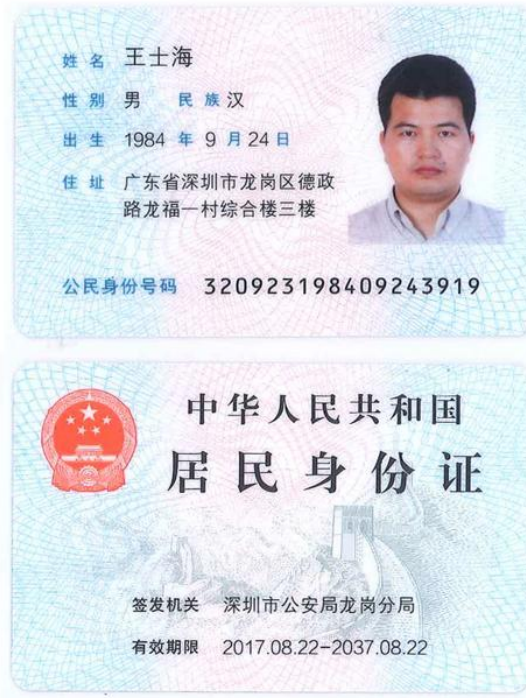 姓名 王士海
性别 男 民族 汉
出生 1984 年 9 月 24 日
住址 广东省深圳市龙岗区德政
路龙福一村综合楼三楼
公民身份号码 320923198409243919
中华人民共和国
居民身份证
签发机关 深圳市公安局龙岗分局
有效期限 2017.08.22-2037.08.22